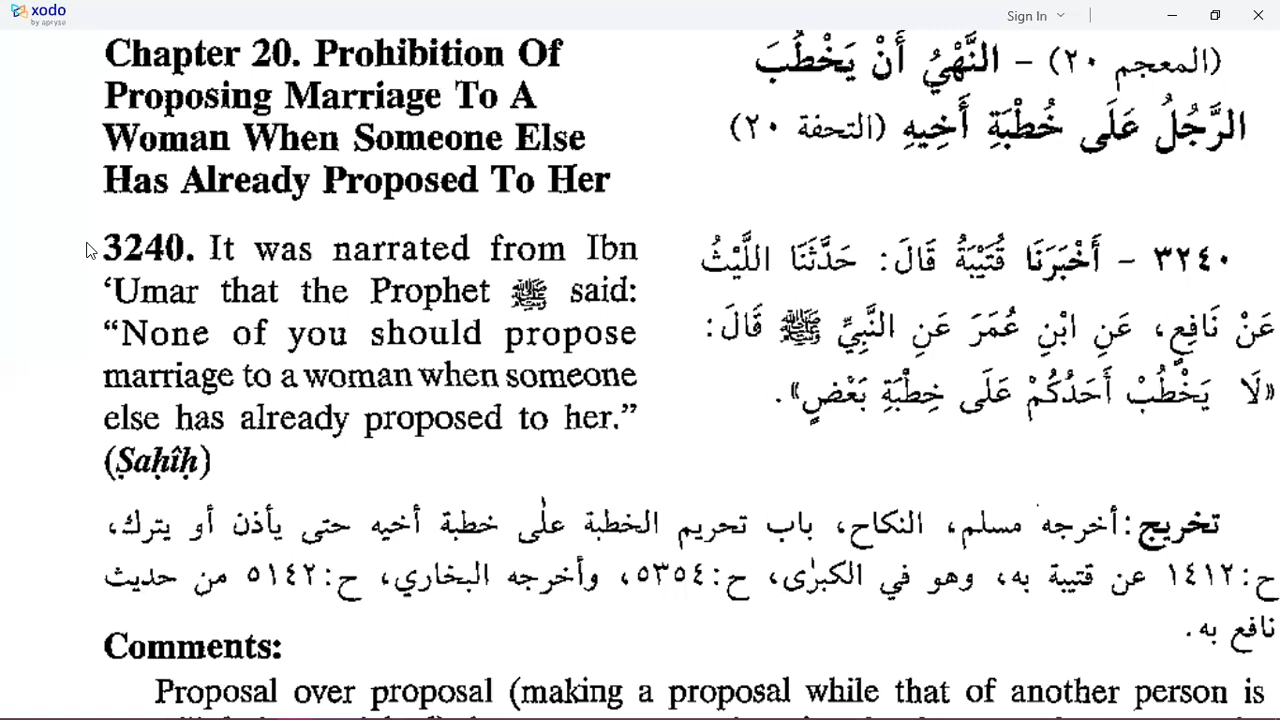 xodo
by apryse
Sign In
Chapter 20. Prohibition Of
Proposing Marriage To A
Woman When Someone Else
Has Already Proposed To Her
(المعجم ٢٠) – النَّهْيُ أَنْ يَخْطُبَ
الرَّجُلُ عَلَى خُطْبَةِ أَخِيهِ (التحفة ٢٠)
3240. It was narrated from Ibn
‘Umar that the Prophet ﷺ said:
“None of you should propose
marriage to a woman when someone
else has already proposed to her.”
(Ṣaḥîḥ)
٣٢٤٠ – أَخْبَرَنَا قُتَيْبَةُ قَالَ: حَدَّثَنَا اللَّيْثُ
عَنْ نَافِعٍ، عَنِ ابْنِ عُمَرَ عَنِ النَّبِيِّ ﷺ قَالَ:
«لَا يَخْطُبْ أَحَدُكُمْ عَلَى خِطْبَةِ بَعْضٍ».
تخريج: أخرجه مسلم، النكاح، باب تحريم الخطبة علٰى خطبة أخيه حتى يأذن أو يترك،
ح:١٤١٢ عن قتيبة به، وهو في الكبرٰى، ح:٥٣٥٤، وأخرجه البخاري، ح:٥١٤٢ من حديث
نافع به.
Comments:
Proposal over proposal (making a proposal while that of another person is